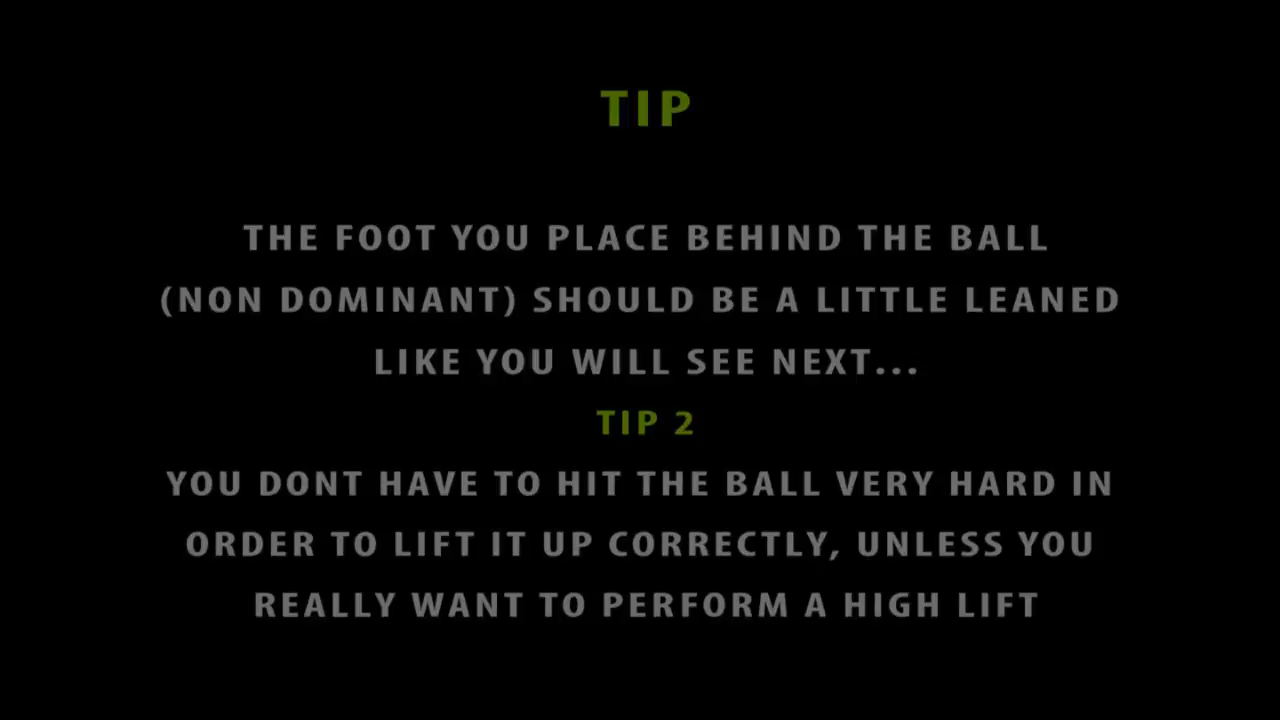 TIP
THE FOOT YOU PLACE BEHIND THE BALL
(NON DOMINANT) SHOULD BE A LITTLE LEANED
LIKE YOU WILL SEE NEXT...
TIP 2
YOU DONT HAVE TO HIT THE BALL VERY HARD IN
ORDER TO LIFT IT UP CORRECTLY, UNLESS YOU
REALLY WANT TO PERFORM A HIGH LIFT